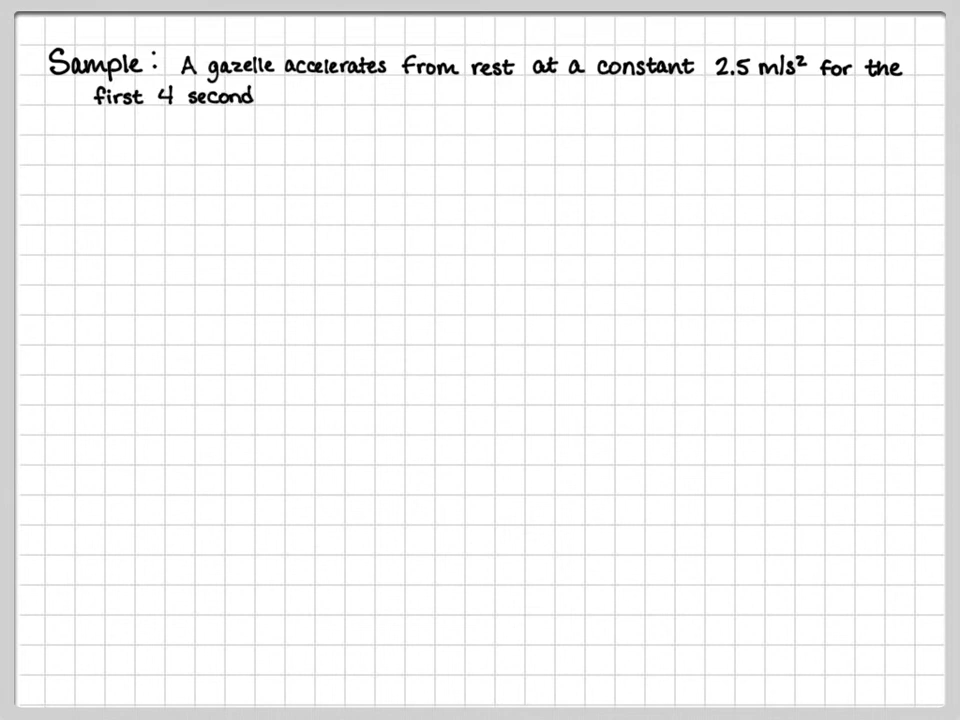 Sample: A gazelle accelerates from rest at a constant 2.5 m/s² for the
first 4 second